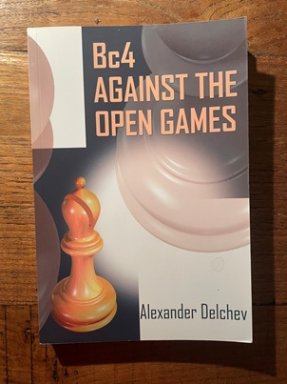 Bc4
AGAINST THE
OPEN GAMES
Alexander Delchev